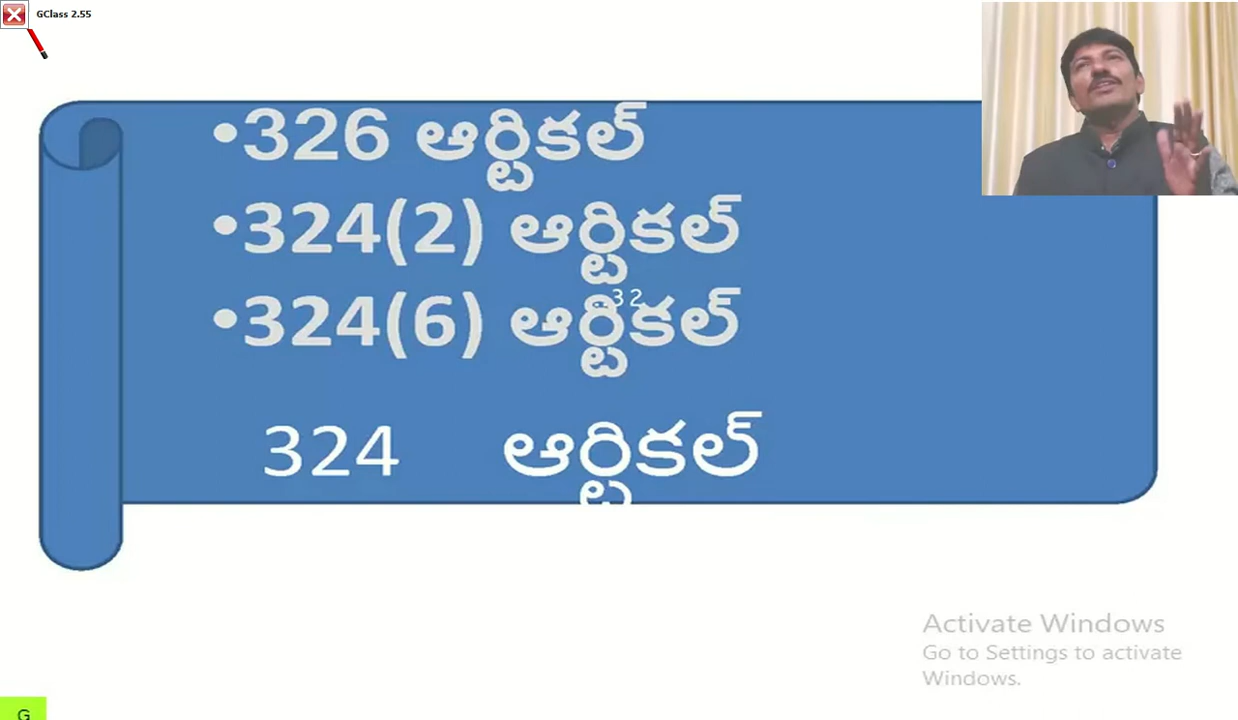 GClass 2.55
•326 ఆర్టికల్
•324(2) ఆర్టికల్
32
•324(6) ఆర్టికల్
324 ఆర్టికల్
Activate Windows
Go to Settings to activate
Windows.
G